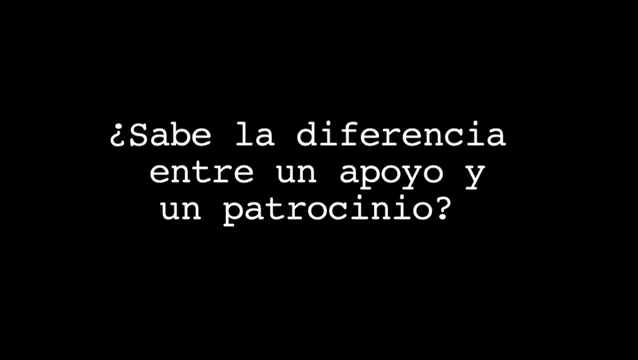 ¿Sabe la diferencia
entre un apoyo y
un patrocinio?